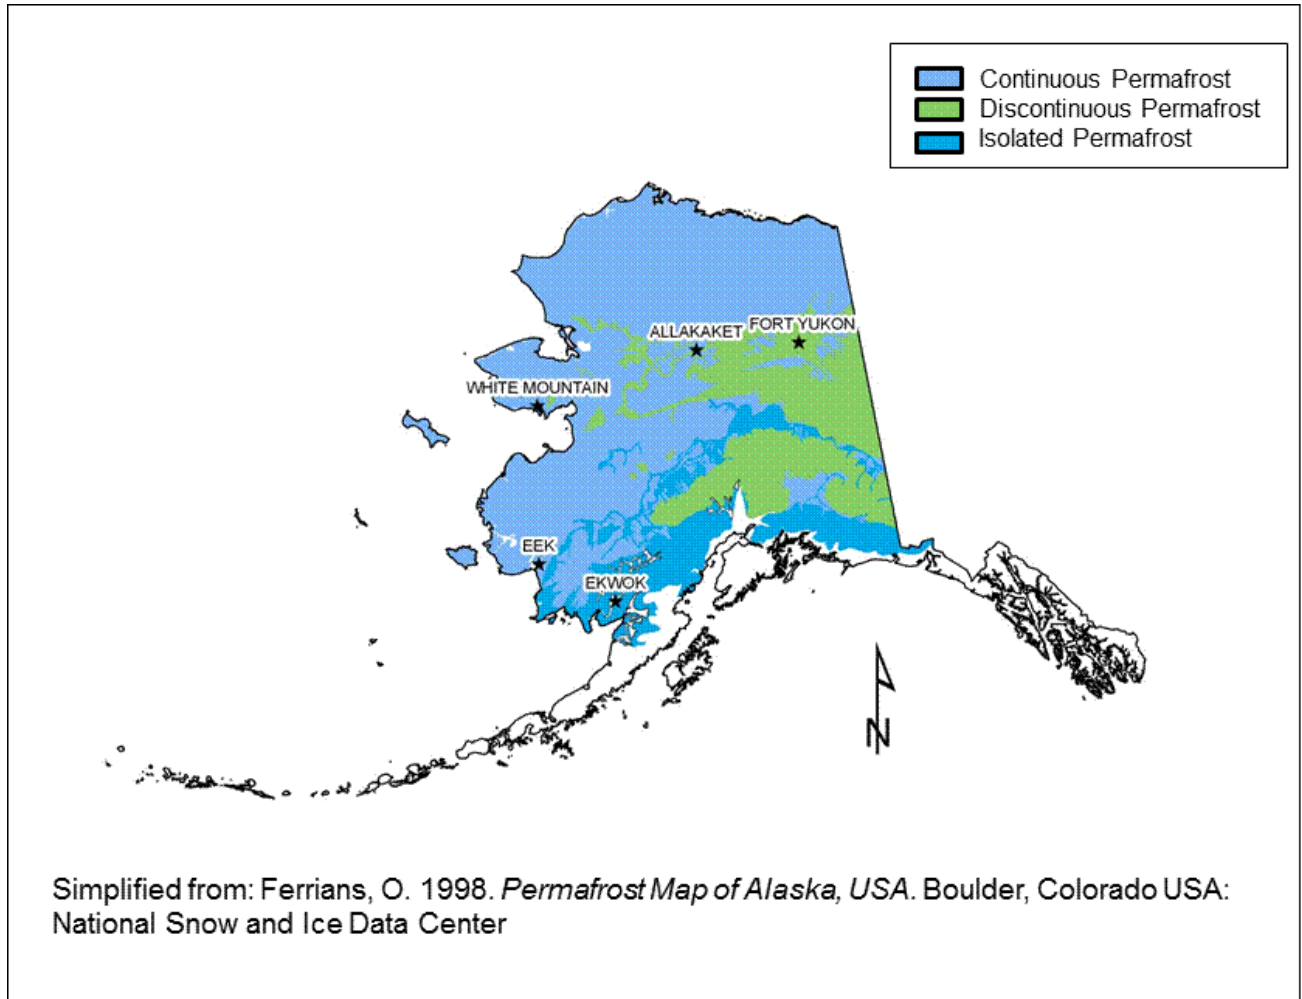 Continuous Permafrost
Discontinuous Permafrost
Isolated Permafrost
ALLAKAKET
FORT YUKON
WHITE MOUNTAIN
EEK
EKWOK
N
Simplified from: Ferrians, O. 1998. Permafrost Map of Alaska, USA. Boulder, Colorado USA:
National Snow and Ice Data Center